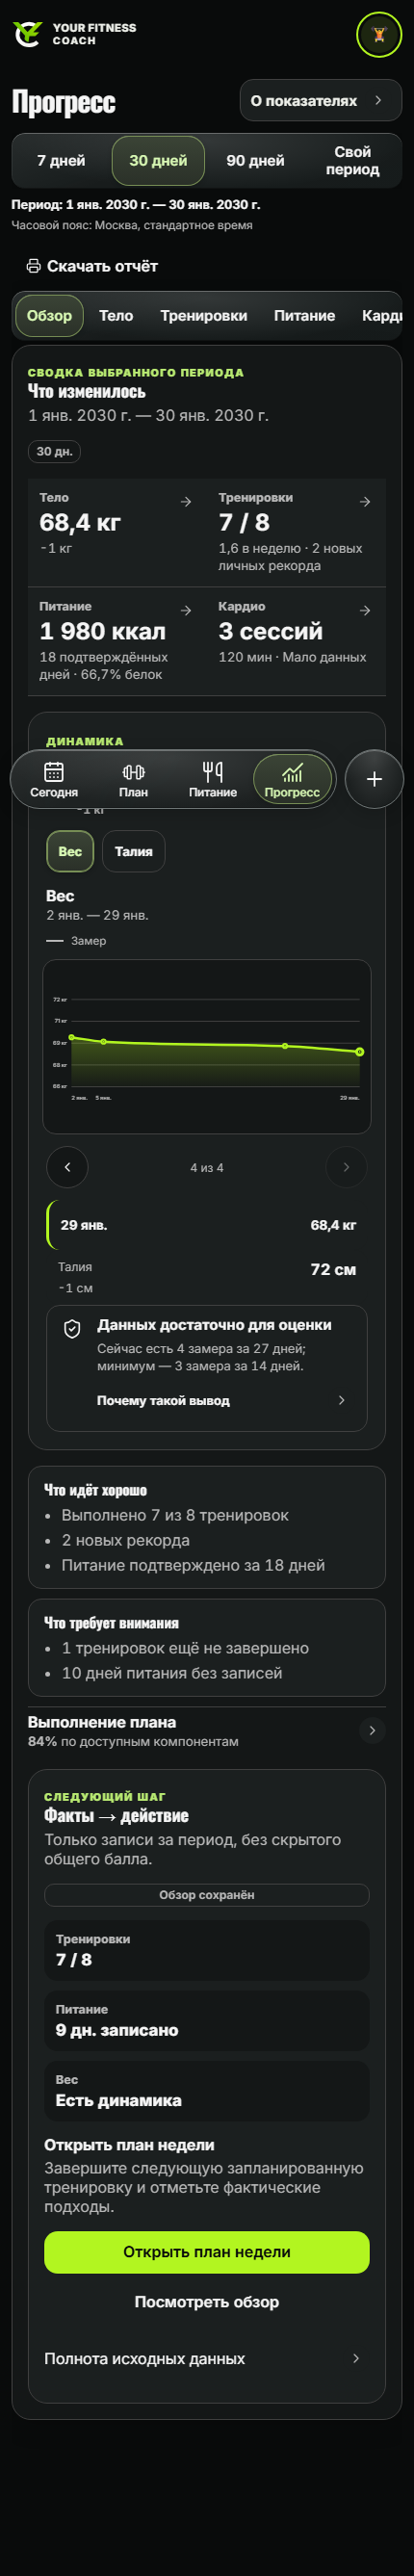 YOUR FITNESS
COACH
Прогресс
О показателях
7 дней
30 дней
90 дней
Свой
период
Период: 1 янв. 2030 г. — 30 янв. 2030 г.
Часовой пояс: Москва, стандартное время
Скачать отчёт
Обзор
Тело
Тренировки
Питание
Карди
СВОДКА ВЫБРАННОГО ПЕРИОДА
Что изменилось
1 янв. 2030 г. — 30 янв. 2030 г.
30 дн.
Тело
68,4 кг
-1 кг
Тренировки
7 / 8
1,6 в неделю · 2 новых
личных рекорда
Питание
1 980 ккал
18 подтверждённых
дней · 66,7% белок
Кардио
3 сессий
120 мин · Мало данных
ДИНАМИКА
Сегодня
План
Питание
Прогресс
-1 кг
Вес
Талия
Вес
2 янв. — 29 янв.
Замер
72 кг
71 кг
69 кг
68 кг
66 кг
2 янв.
5 янв.
29 янв.
4 из 4
29 янв.
68,4 кг
Талия
72 см
-1 см
Данных достаточно для оценки
Сейчас есть 4 замера за 27 дней;
минимум — 3 замера за 14 дней.
Почему такой вывод
Что идёт хорошо
• Выполнено 7 из 8 тренировок
• 2 новых рекорда
• Питание подтверждено за 18 дней
Что требует внимания
• 1 тренировок ещё не завершено
• 10 дней питания без записей
Выполнение плана
84% по доступным компонентам
СЛЕДУЮЩИЙ ШАГ
Факты → действие
Только записи за период, без скрытого
общего балла.
Обзор сохранён
Тренировки
7 / 8
Питание
9 дн. записано
Вес
Есть динамика
Открыть план недели
Завершите следующую запланированную
тренировку и отметьте фактические
подходы.
Открыть план недели
Посмотреть обзор
Полнота исходных данных